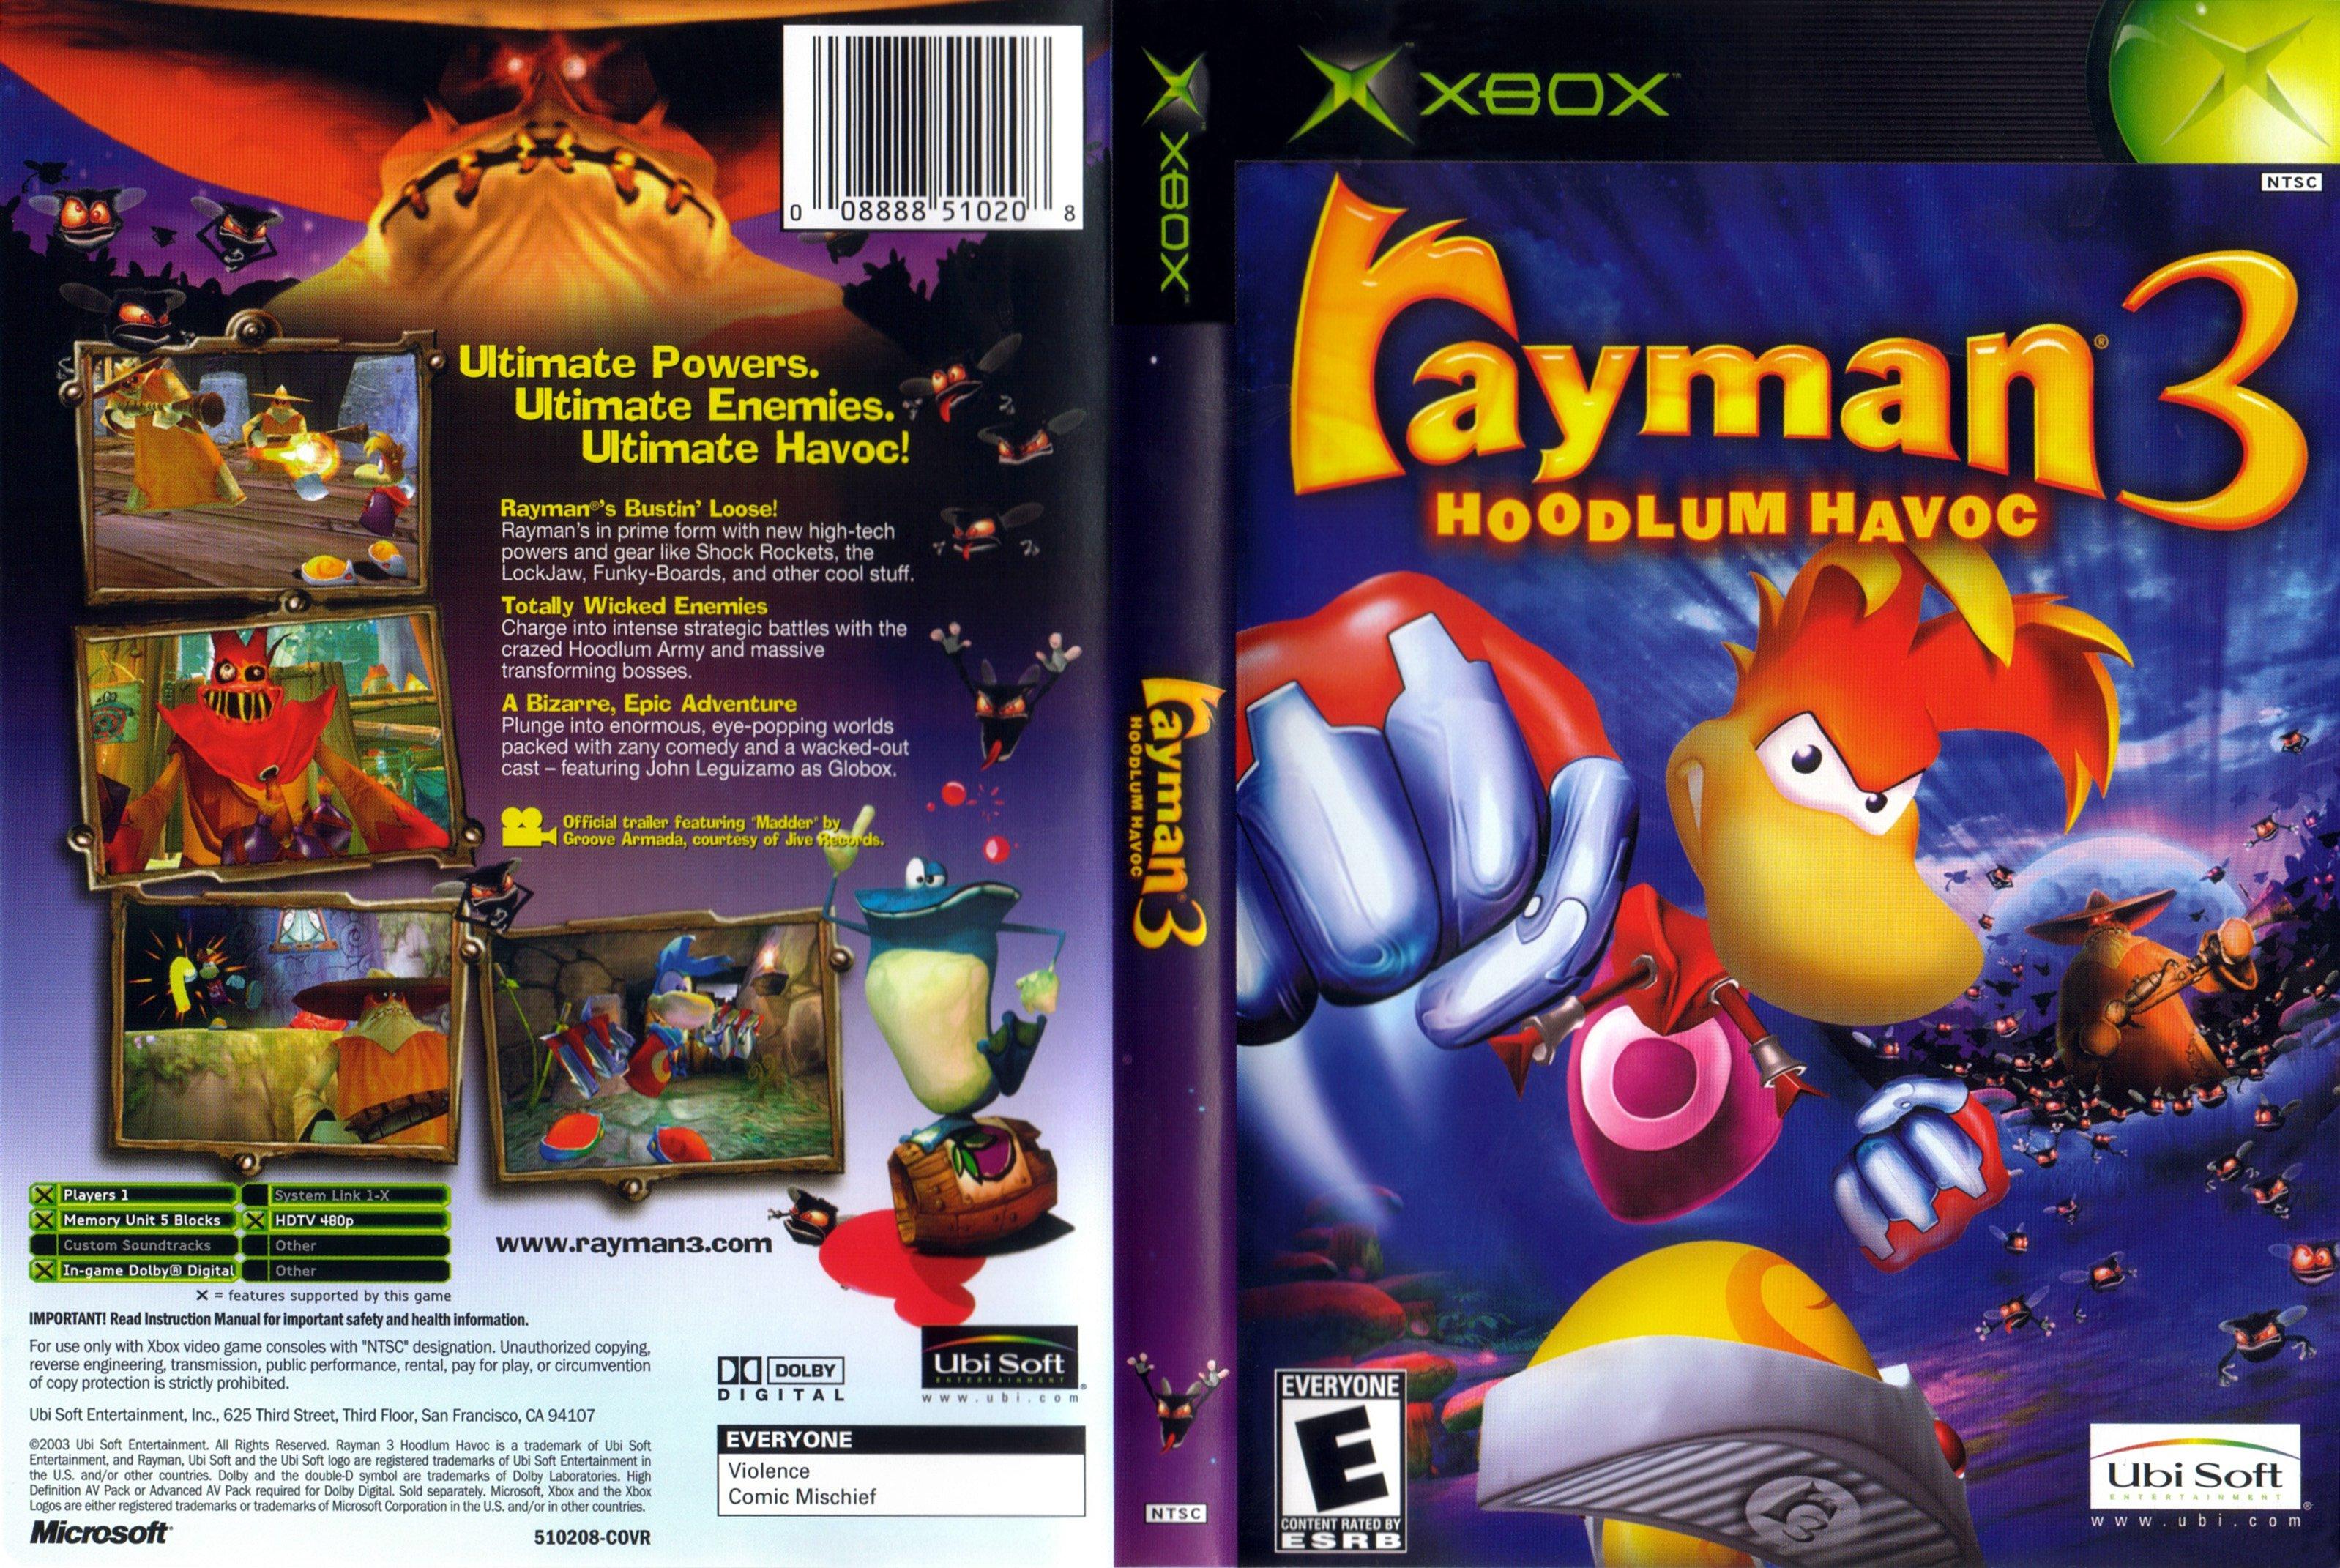 0 08888 51020 8
Ultimate Powers.
Ultimate Enemies.
Ultimate Havoc!
Rayman®'s Bustin' Loose!
Rayman's in prime form with new high-tech
powers and gear like Shock Rockets, the
LockJaw, Funky-Boards, and other cool stuff.
Totally Wicked Enemies
Charge into intense strategic battles with the
crazed Hoodlum Army and massive
transforming bosses.
A Bizarre, Epic Adventure
Plunge into enormous, eye-popping worlds
packed with zany comedy and a wacked-out
cast – featuring John Leguizamo as Globox.
Official trailer featuring "Madder" by
Groove Armada, courtesy of Jive Records.
Players 1
System Link 1-X
Memory Unit 5 Blocks
HDTV 480p
Custom Soundtracks
Other
In-game Dolby® Digital
Other
X = features supported by this game
www.rayman3.com
IMPORTANT! Read Instruction Manual for important safety and health information.
For use only with Xbox video game consoles with "NTSC" designation. Unauthorized copying,
reverse engineering, transmission, public performance, rental, pay for play, or circumvention
of copy protection is strictly prohibited.
Ubi Soft Entertainment, Inc., 625 Third Street, Third Floor, San Francisco, CA 94107
©2003 Ubi Soft Entertainment. All Rights Reserved. Rayman 3 Hoodlum Havoc is a trademark of Ubi Soft
Entertainment, and Rayman, Ubi Soft and the Ubi Soft logo are registered trademarks of Ubi Soft Entertainment in
the U.S. and/or other countries. Dolby and the double-D symbol are trademarks of Dolby Laboratories. High
Definition AV Pack or Advanced AV Pack required for Dolby Digital. Sold separately. Microsoft, Xbox and the Xbox
Logos are either registered trademarks or trademarks of Microsoft Corporation in the U.S. and/or in other countries.
Microsoft
510208-COVR
DOLBY
DIGITAL
Ubi Soft
ENTERTAINMENT
®
www.ubi.com
EVERYONE
Violence
Comic Mischief
XBOX™
rayman® 3
HOODLUM HAVOC
NTSC
XBOX™
NTSC
rayman® 3
HOODLUM HAVOC
EVERYONE
E
CONTENT RATED BY
ESRB
Ubi Soft
ENTERTAINMENT
®
www.ubi.com